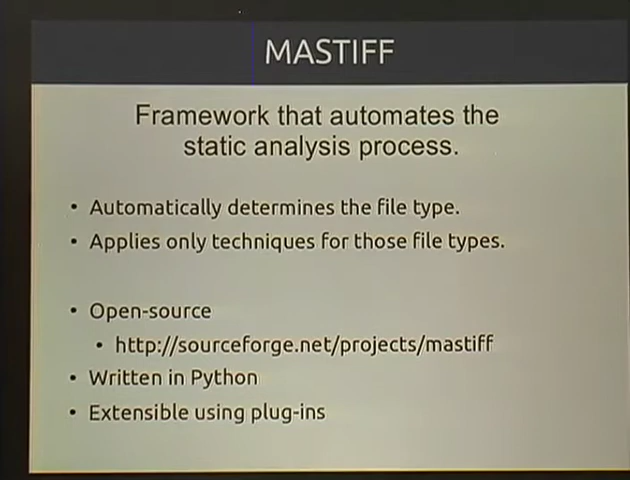 MASTIFF
Framework that automates the
static analysis process.
• Automatically determines the file type.
• Applies only techniques for those file types.
• Open-source
• http://sourceforge.net/projects/mastiff
• Written in Python
• Extensible using plug-ins